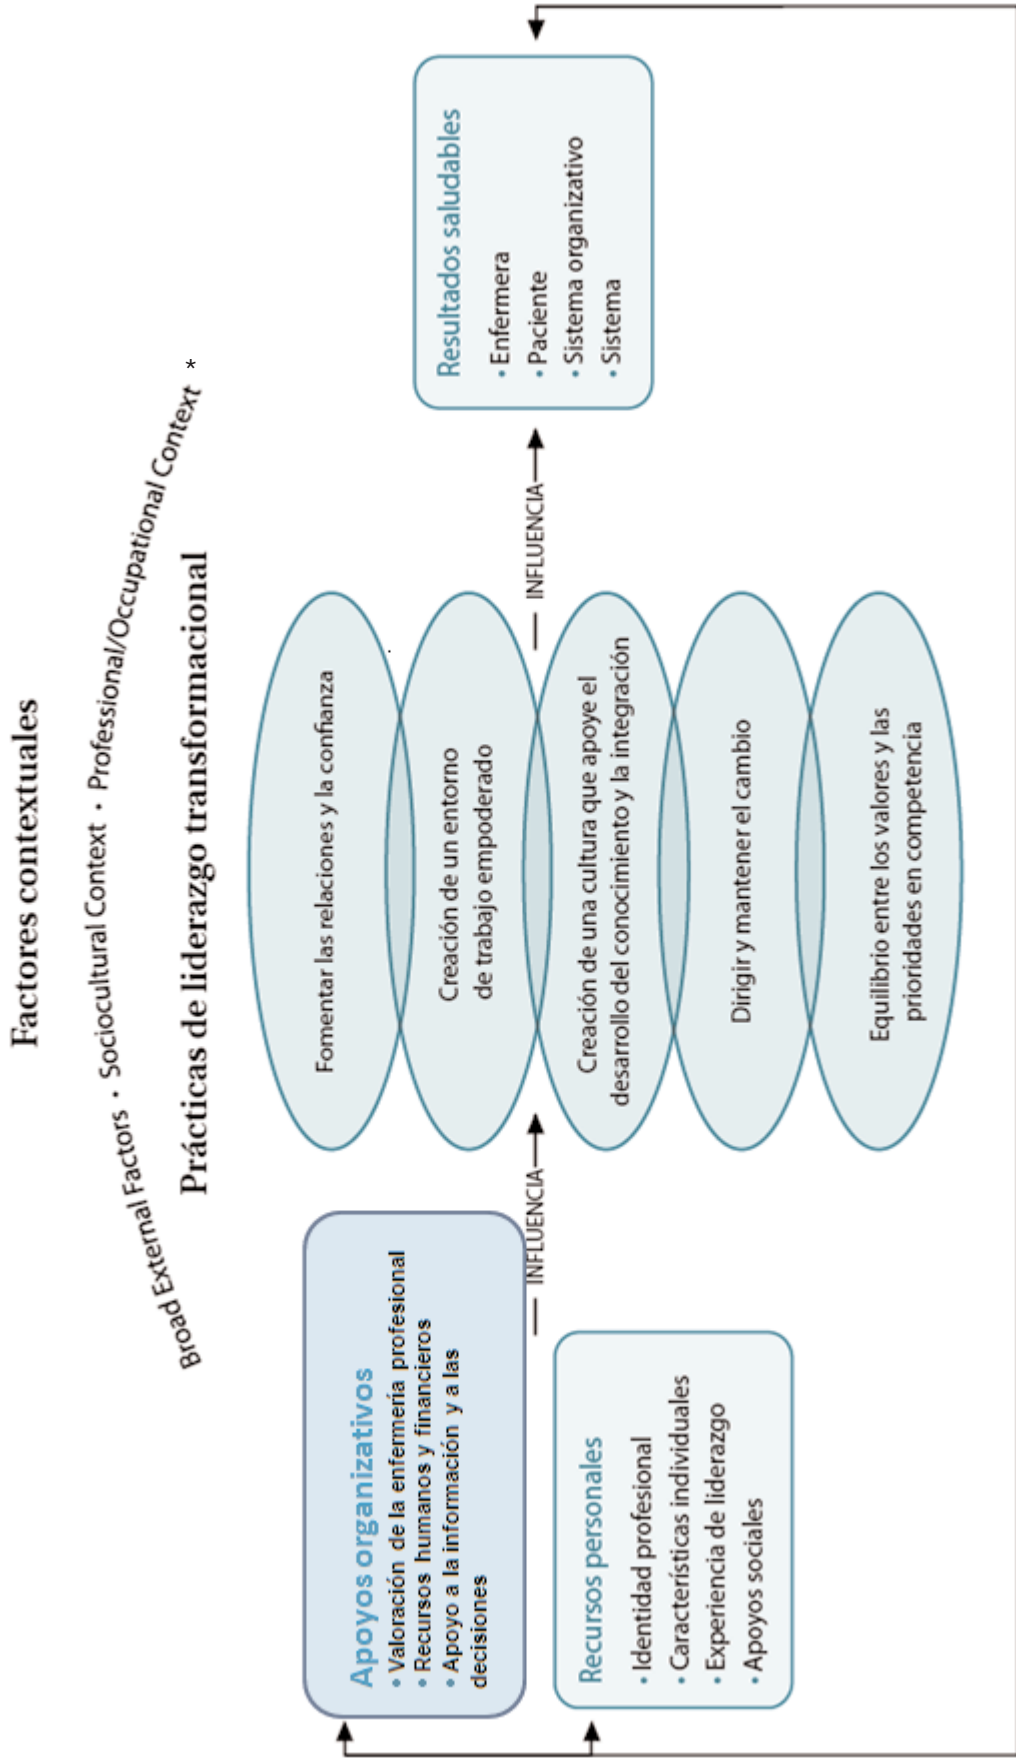 Factores contextuales
Broad External Factors • Sociocultural Context • Professional/Occupational Context *
Prácticas de liderazgo transformacional
Apoyos organizativos
• Valoración de la enfermería profesional
• Recursos humanos y financieros
• Apoyo a la información y a las
decisiones
Recursos personales
• Identidad profesional
• Características individuales
• Experiencia de liderazgo
• Apoyos sociales
INFLUENCIA
Fomentar las relaciones y la confianza
Creación de un entorno
de trabajo empoderado
Creación de una cultura que apoye el
desarrollo del conocimiento y la integración
Dirigir y mantener el cambio
Equilibrio entre los valores y las
prioridades en competencia
INFLUENCIA
Resultados saludables
• Enfermera
• Paciente
• Sistema organizativo
• Sistema